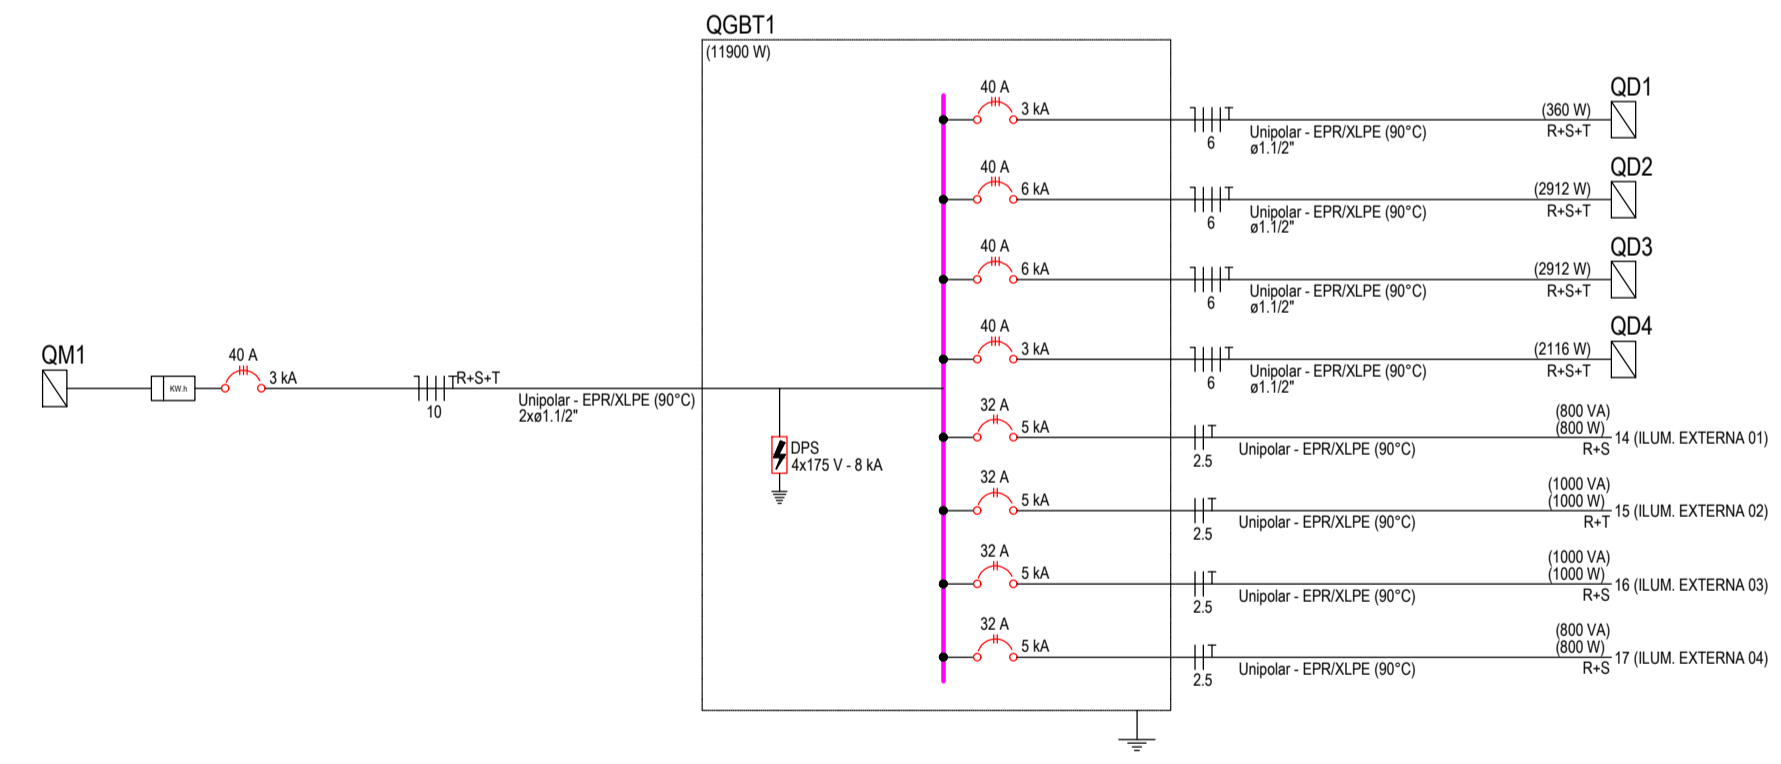 QGBT1
(11900 W)
40 A
3 kA
6
Unipolar - EPR/XLPE (90°C)
ø1.1/2"
(360 W)
R+S+T
QD1
40 A
6 kA
6
Unipolar - EPR/XLPE (90°C)
ø1.1/2"
(2912 W)
R+S+T
QD2
40 A
6 kA
6
Unipolar - EPR/XLPE (90°C)
ø1.1/2"
(2912 W)
R+S+T
QD3
40 A
3 kA
6
Unipolar - EPR/XLPE (90°C)
ø1.1/2"
(2116 W)
R+S+T
QD4
QM1
KW.h
40 A
3 kA
R+S+T
10
Unipolar - EPR/XLPE (90°C)
2xø1.1/2"
DPS
4x175 V - 8 kA
32 A
5 kA
T
2.5
Unipolar - EPR/XLPE (90°C)
(800 VA)
(800 W)
R+S
14 (ILUM. EXTERNA 01)
32 A
5 kA
T
2.5
Unipolar - EPR/XLPE (90°C)
(1000 VA)
(1000 W)
R+T
15 (ILUM. EXTERNA 02)
32 A
5 kA
T
2.5
Unipolar - EPR/XLPE (90°C)
(1000 VA)
(1000 W)
R+S
16 (ILUM. EXTERNA 03)
32 A
5 kA
T
2.5
Unipolar - EPR/XLPE (90°C)
(800 VA)
(800 W)
R+S
17 (ILUM. EXTERNA 04)